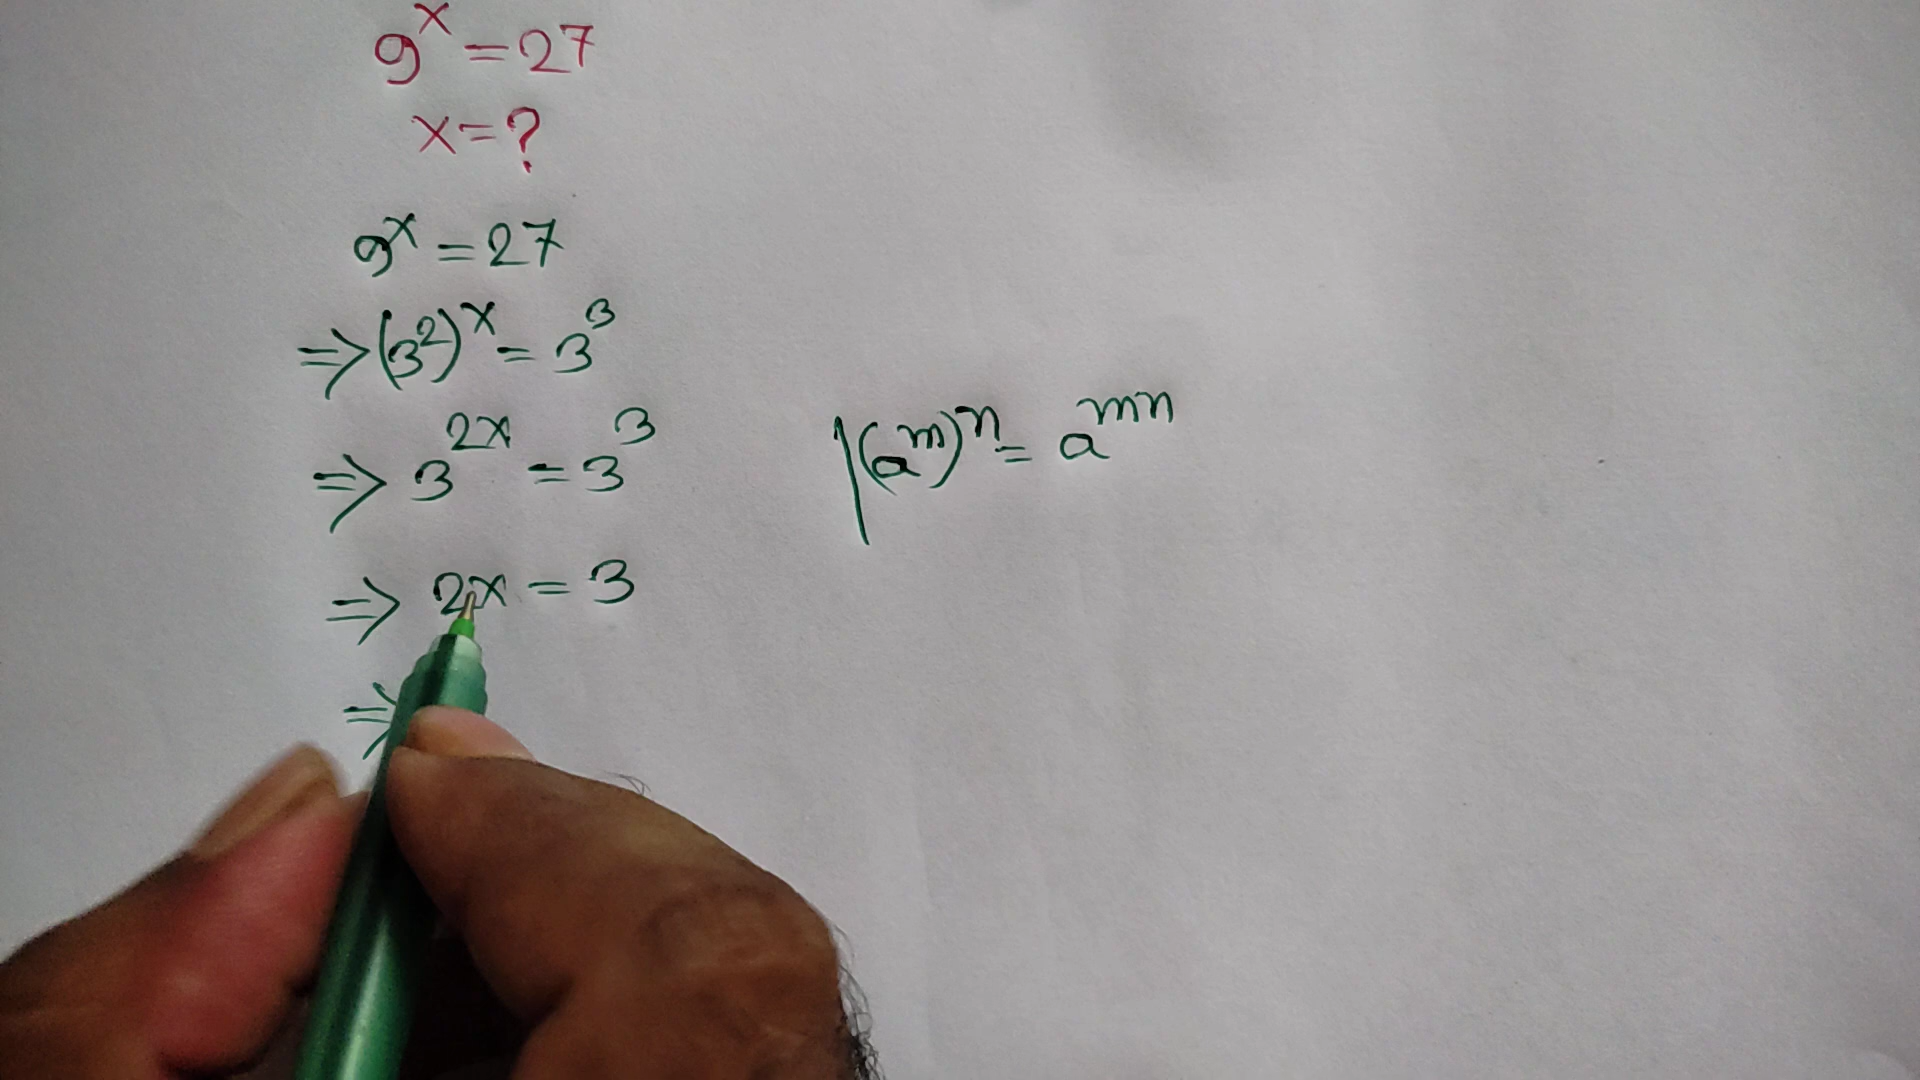 9^x = 27
x = ?
9^x = 27
⇒ (3^2)^x = 3^3
⇒ 3^{2x} = 3^3
| (a^m)^n = a^{mn}
⇒ 2x = 3
⇒